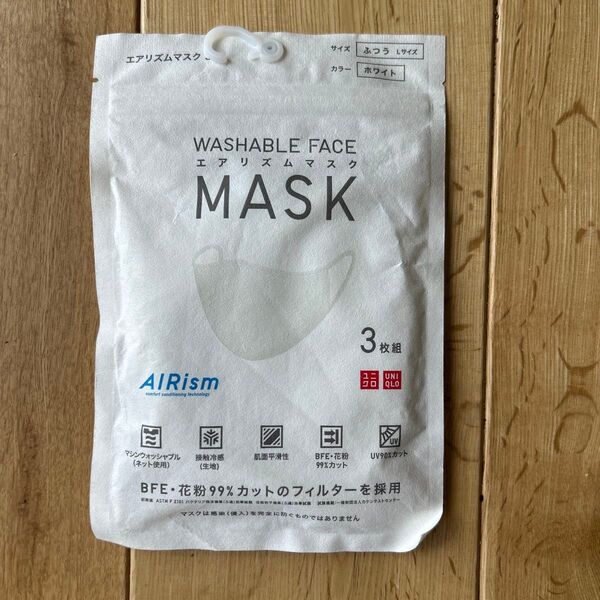 エアリズムマスク
サイズ ふつう Lサイズ
カラー ホワイト
WASHABLE FACE
エアリズムマスク
MASK
3枚組
AIRism
comfort conditioning technology
ユニクロ UNIQLO
マシンウォッシャブル
(ネット使用)
接触冷感
(生地)
肌面平滑性
BFE・花粉
99%カット
UV
UV90%カット
BFE・花粉99%カットのフィルターを採用
マスクは感染(侵入)を完全に防ぐものではありません